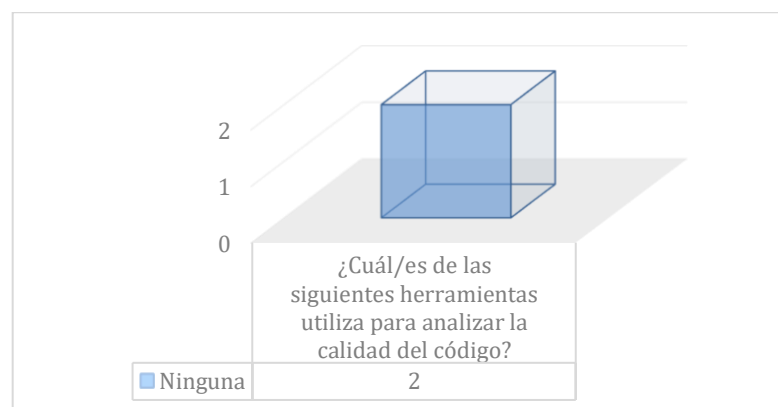 2
1
0
¿Cuál/es de las
siguientes herramientas
utiliza para analizar la
calidad del código?
Ninguna 2